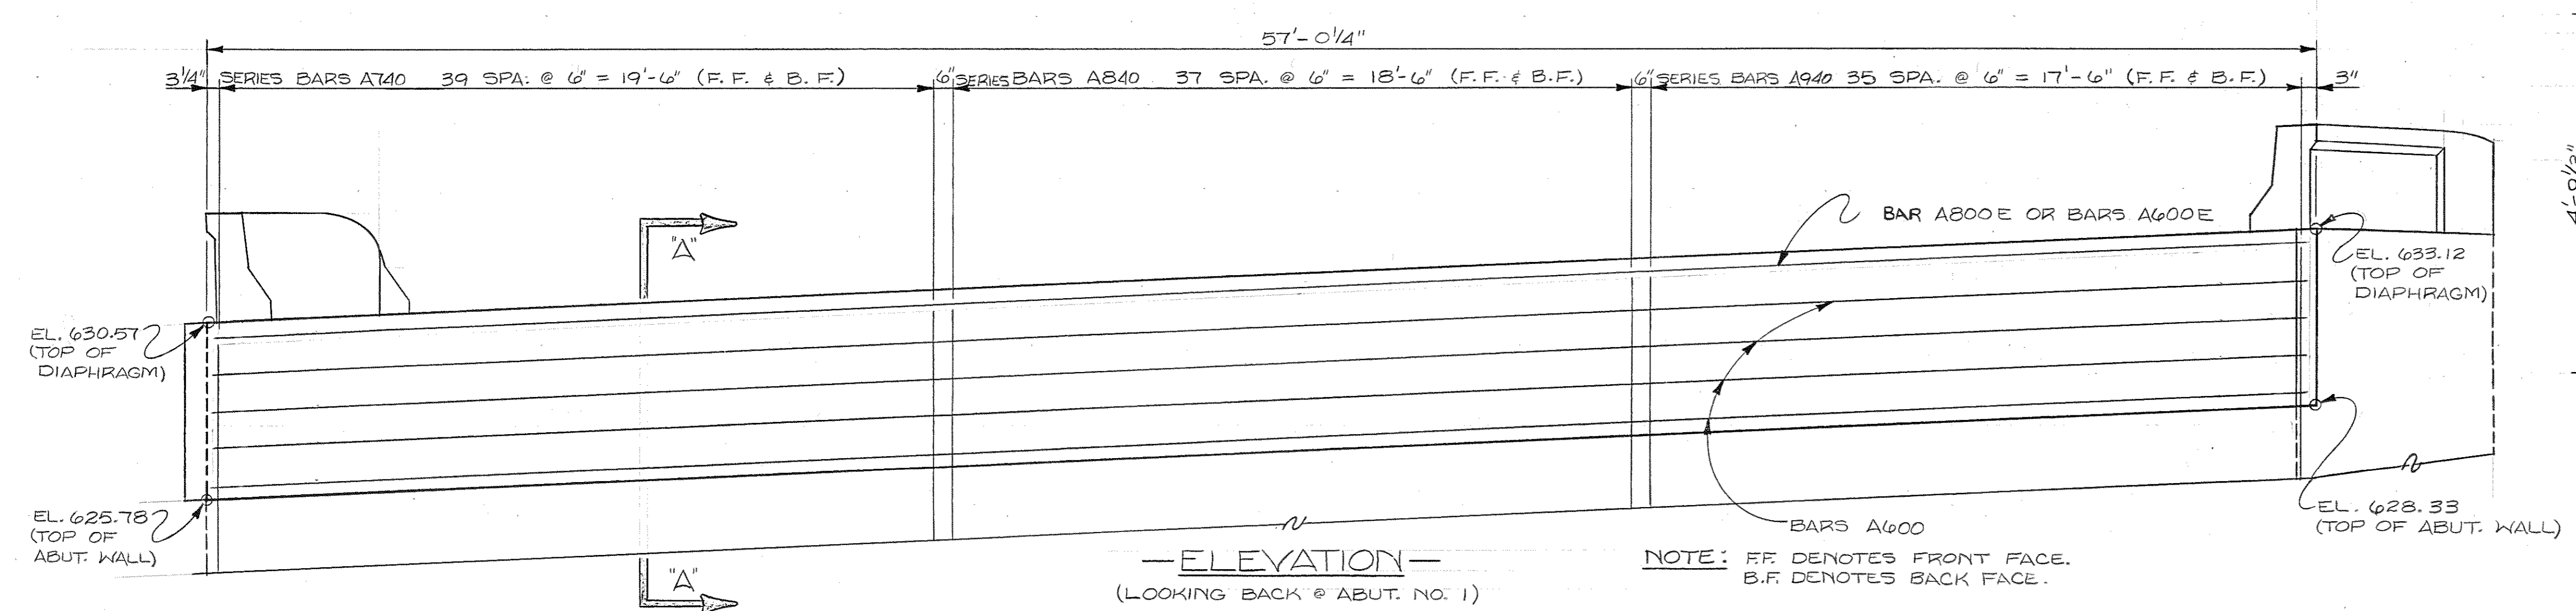 57'-0 1/4"
3 1/4" SERIES BARS A740 39 SPA. @ 6" = 19'-6" (F.F. & B.F.) 6" SERIES BARS A840 37 SPA. @ 6" = 18'-6" (F.F. & B.F.) 6" SERIES BARS A940 35 SPA. @ 6" = 17'-6" (F.F. & B.F.) 3"
BAR A800E OR BARS A600E
"A"
EL. 633.12
(TOP OF
DIAPHRAGM)
EL. 630.57
(TOP OF
DIAPHRAGM)
EL. 625.78
(TOP OF
ABUT. WALL)
EL. 628.33
(TOP OF ABUT. WALL)
BARS A600
"A"
—ELEVATION—
(LOOKING BACK @ ABUT. NO. 1)
NOTE: F.F. DENOTES FRONT FACE.
B.F. DENOTES BACK FACE.